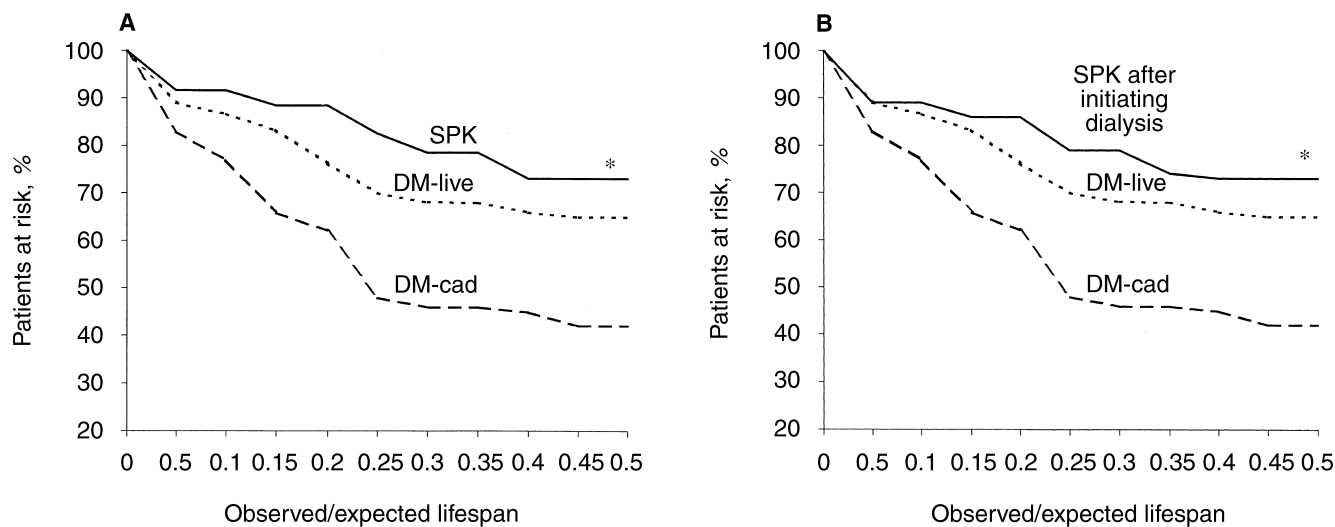 A
Patients at risk, %
100
90
80
70
60
50
40
30
20
SPK
*
DM-live
DM-cad
0 0.5 0.1 0.15 0.2 0.25 0.3 0.35 0.4 0.45 0.5
Observed/expected lifespan
B
Patients at risk, %
100
90
80
70
60
50
40
30
20
SPK after
initiating
dialysis
*
DM-live
DM-cad
0 0.5 0.1 0.15 0.2 0.25 0.3 0.35 0.4 0.45 0.5
Observed/expected lifespan